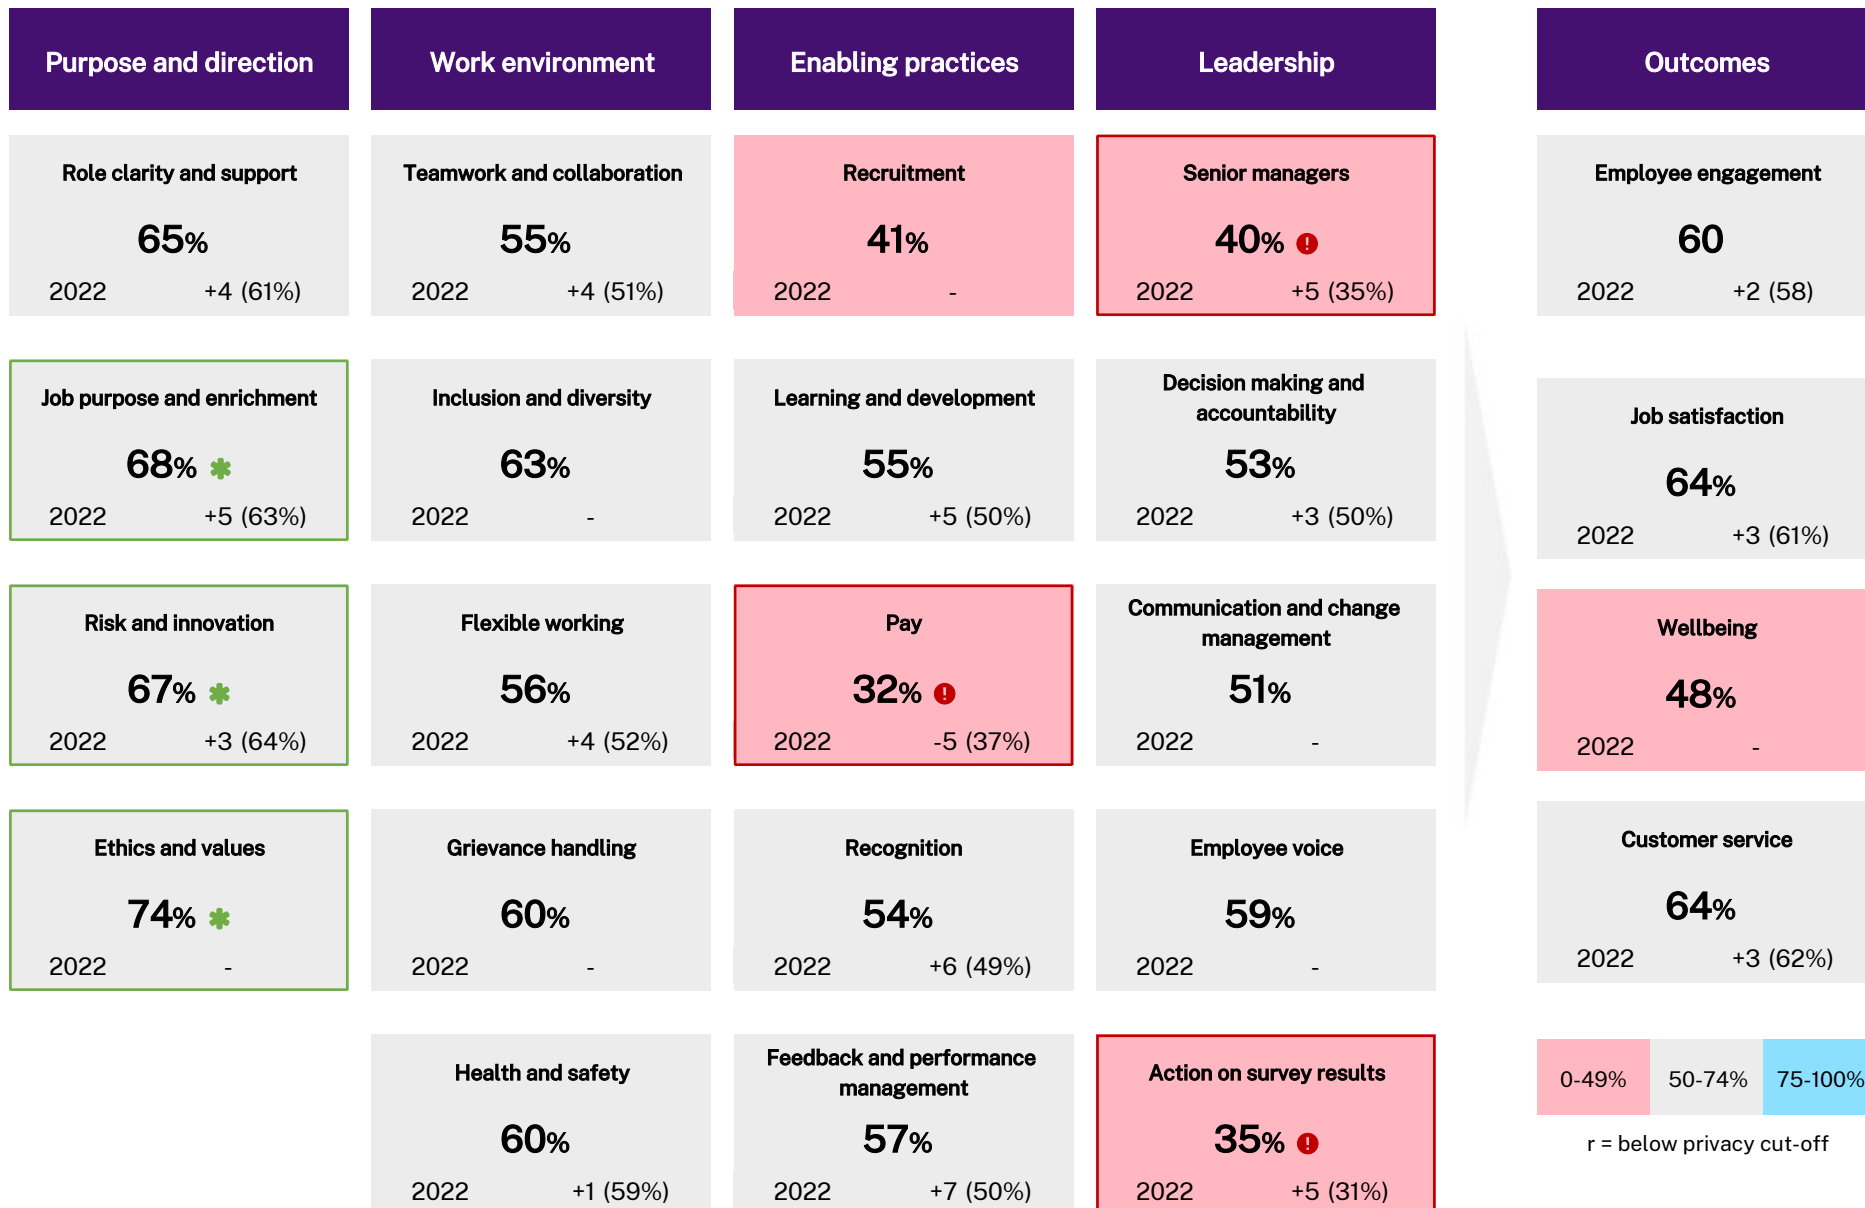 Purpose and direction
Work environment
Enabling practices
Leadership
Outcomes
Role clarity and support
65%
2022 +4 (61%)
Teamwork and collaboration
55%
2022 +4 (51%)
Recruitment
41%
2022 -
Senior managers
40% !
2022 +5 (35%)
Employee engagement
60
2022 +2 (58)
Job purpose and enrichment
68% ✱
2022 +5 (63%)
Inclusion and diversity
63%
2022 -
Learning and development
55%
2022 +5 (50%)
Decision making and
accountability
53%
2022 +3 (50%)
Job satisfaction
64%
2022 +3 (61%)
Risk and innovation
67% ✱
2022 +3 (64%)
Flexible working
56%
2022 +4 (52%)
Pay
32% !
2022 -5 (37%)
Communication and change
management
51%
2022 -
Wellbeing
48%
2022 -
Ethics and values
74% ✱
2022 -
Grievance handling
60%
2022 -
Recognition
54%
2022 +6 (49%)
Employee voice
59%
2022 -
Customer service
64%
2022 +3 (62%)
Health and safety
60%
2022 +1 (59%)
Feedback and performance
management
57%
2022 +7 (50%)
Action on survey results
35% !
2022 +5 (31%)
0-49% 50-74% 75-100%
r = below privacy cut-off